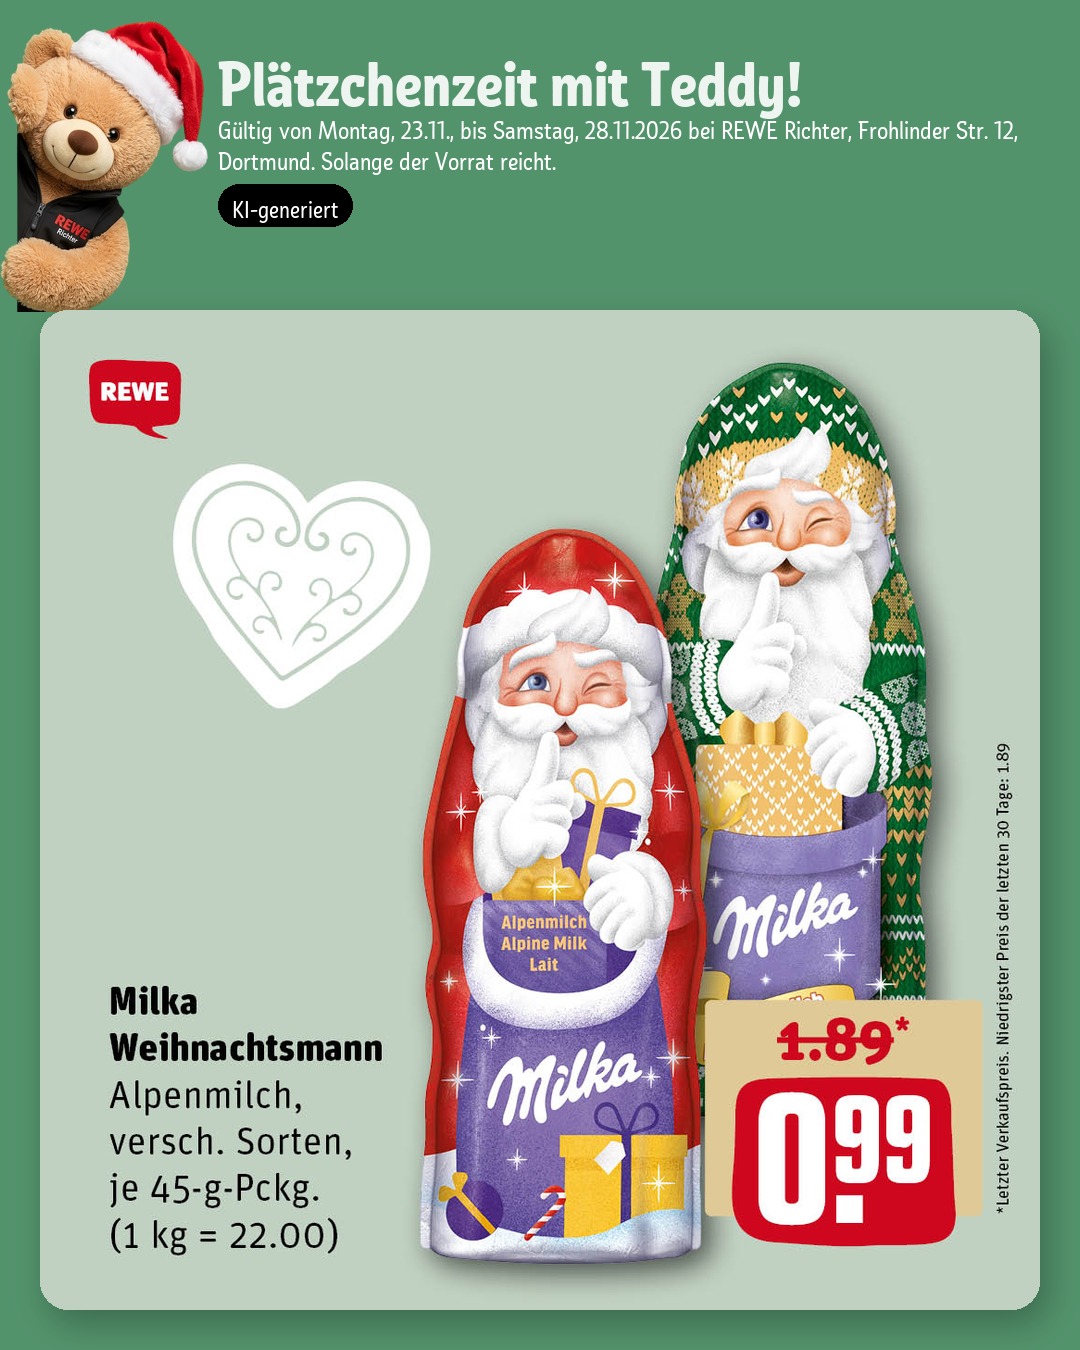 Plätzchenzeit mit Teddy!
Gültig von Montag, 23.11., bis Samstag, 28.11.2026 bei REWE Richter, Frohlinder Str. 12,
Dortmund. Solange der Vorrat reicht.
KI-generiert
REWE
Richter
REWE
Alpenmilch
Alpine Milk
Lait
Milka
Milka
Milka
Weihnachtsmann
Alpenmilch,
versch. Sorten,
je 45-g-Pckg.
(1 kg = 22.00)
1.89*
0.99
*Letzter Verkaufspreis. Niedrigster Preis der letzten 30 Tage: 1.89